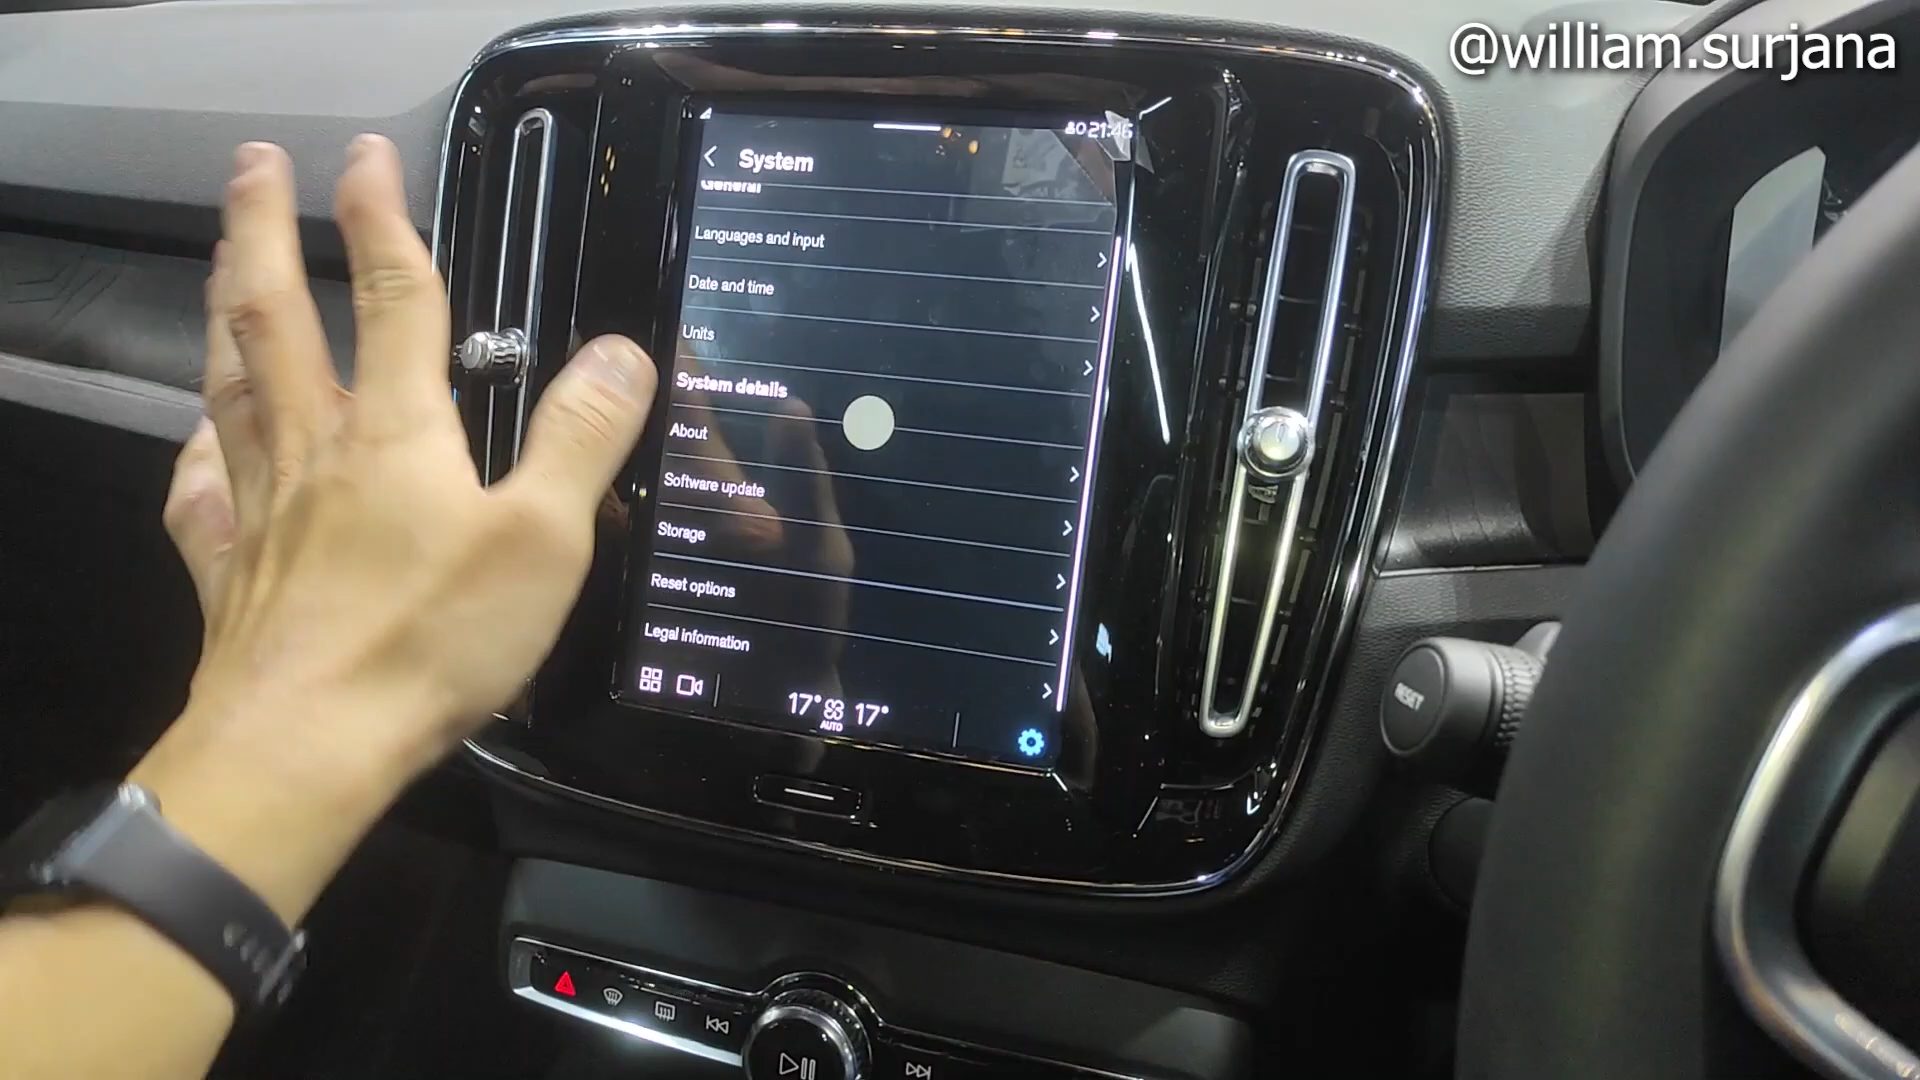 @william.surjana
21:46
System
General
Languages and input
Date and time
Units
System details
About
Software update
Storage
Reset options
Legal information
17° 17°
AUTO
RESET